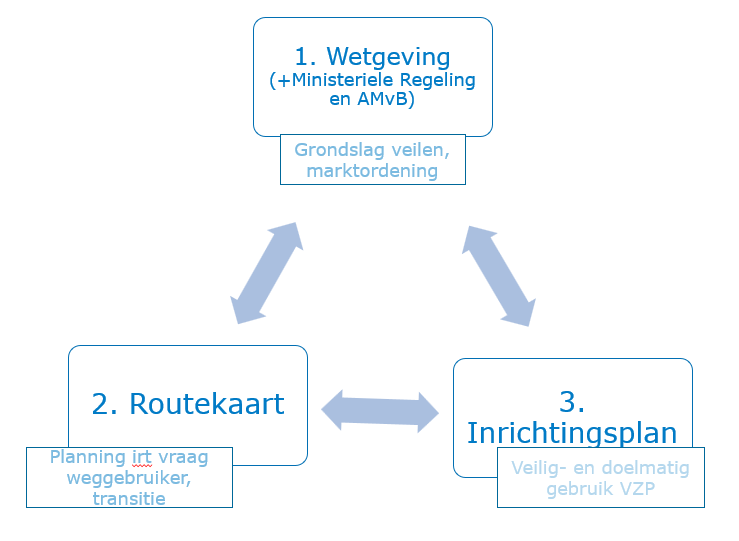 1. Wetgeving
(+Ministeriele Regeling
en AMvB)
Grondslag veilen,
marktordening
2. Routekaart
Planning irt vraag
weggebruiker,
transitie
3.
Inrichtingsplan
Veilig- en doelmatig
gebruik VZP